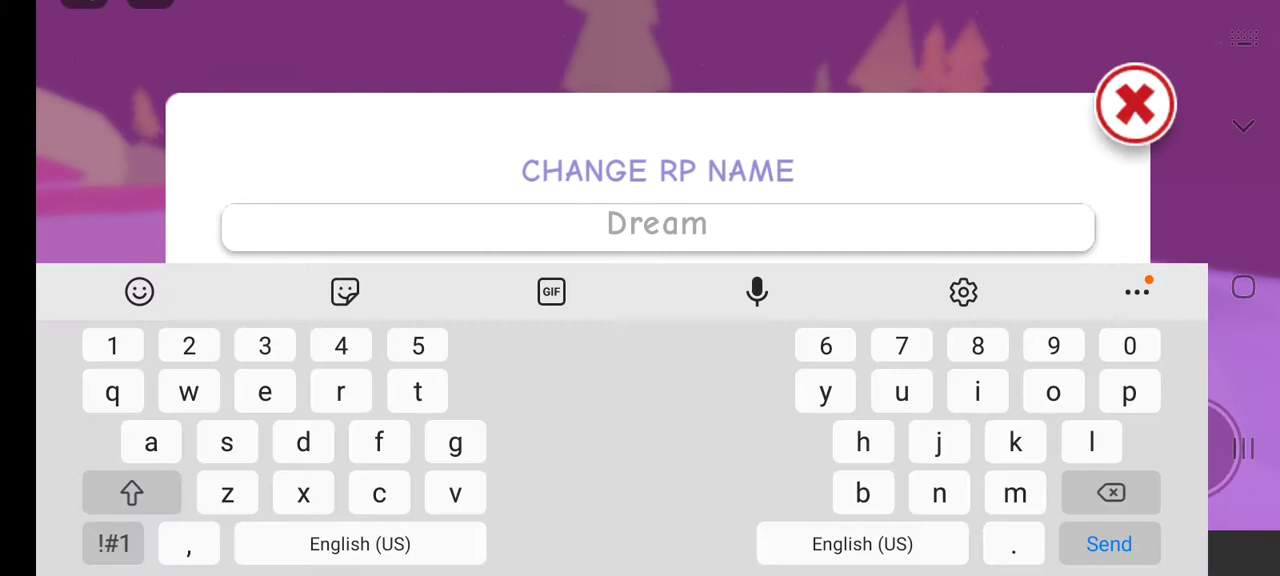 CHANGE RP NAME
Dream
GIF
1 2 3 4 5 6 7 8 9 0
q w e r t y u i o p
a s d f g h j k l
z x c v b n m
!#1 , English (US) English (US) . Send